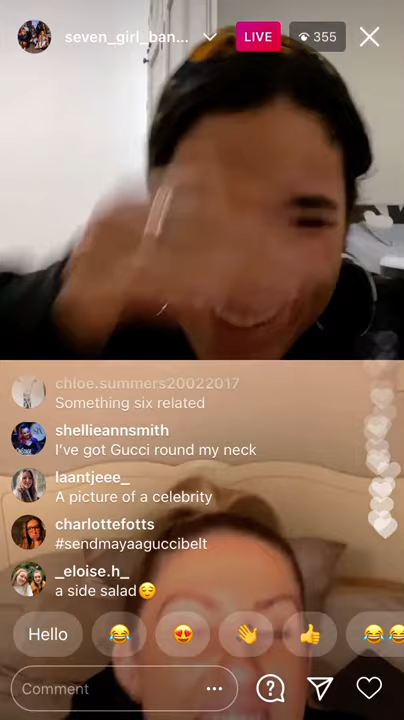 seven_girl_ban...
LIVE
355
chloe.summers20022017
Something six related
shellieannsmith
I've got Gucci round my neck
laantjeee_
A picture of a celebrity
charlottefotts
#sendmayaaguccibelt
_eloise.h_
a side salad😌
Hello 😂 😍 👋 👍 😂😂
Comment ...